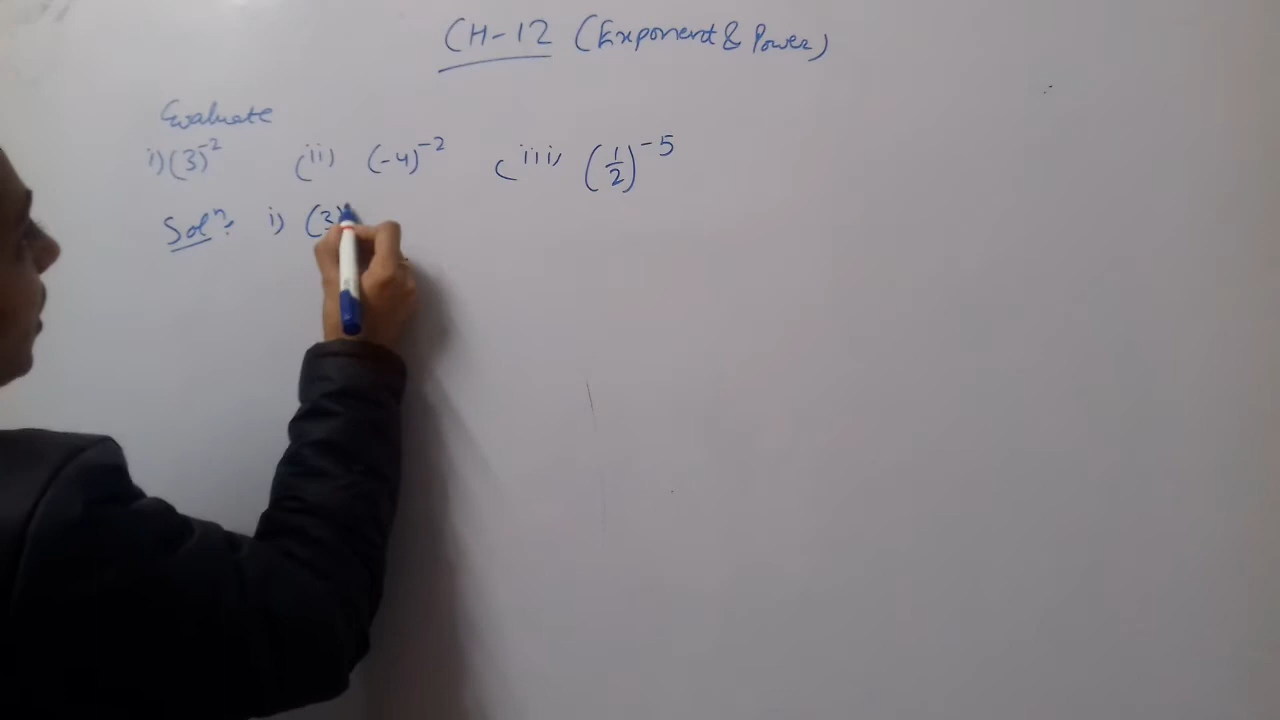 CH-12 (Exponent & Power)
Evaluate
i) (3)⁻² (ii) (-4)⁻² (iii) (1/2)⁻⁵
Solⁿ: i) (3)